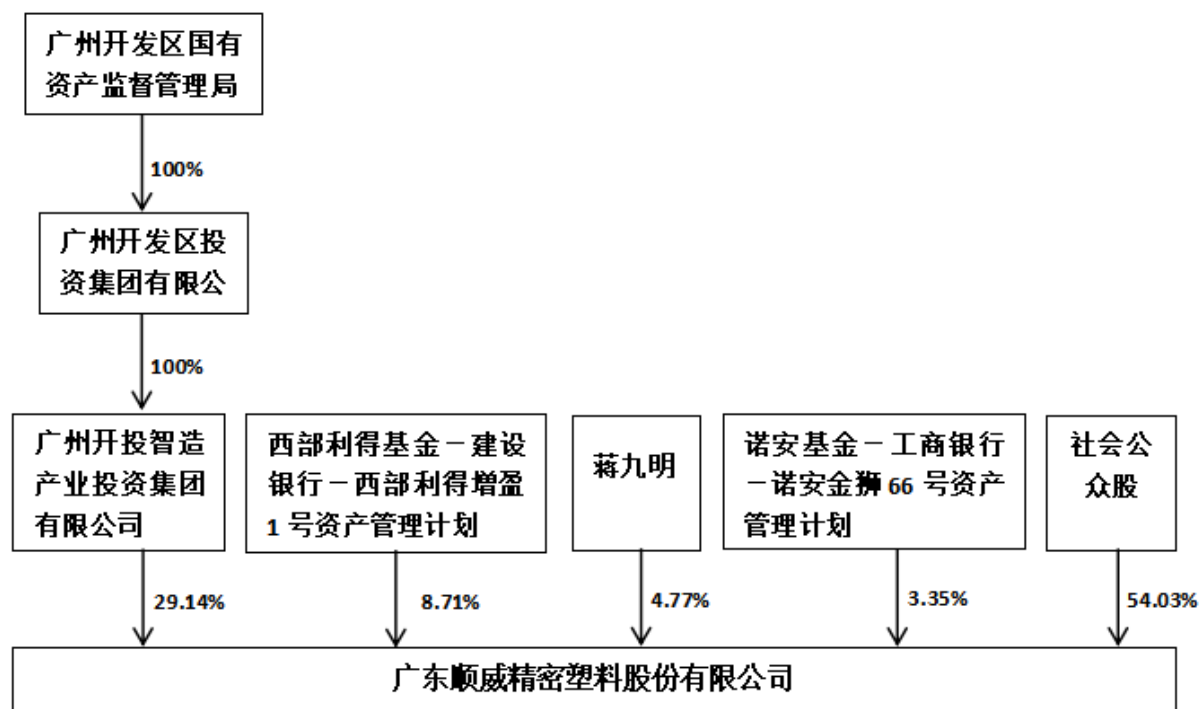 广州开发区国有
资产监督管理局
100%
广州开发区投
资集团有限公
100%
广州开投智造
产业投资集团
有限公司
西部利得基金－建设
银行－西部利得增盈
1 号资产管理计划
蒋九明
诺安基金－工商银行
－诺安金狮 66 号资产
管理计划
社会公
众股
29.14%
8.71%
4.77%
3.35%
54.03%
广东顺威精密塑料股份有限公司